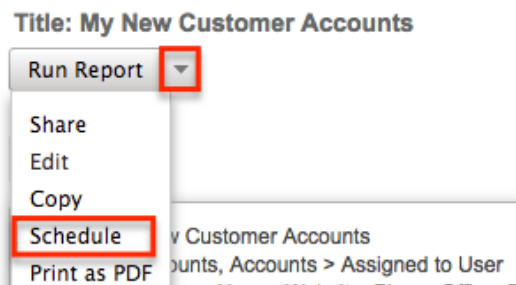 Title: My New Customer Accounts
Run Report
Share
Edit
Copy
Schedule
Customer Accounts
Print as PDF
Accounts > Assigned to User